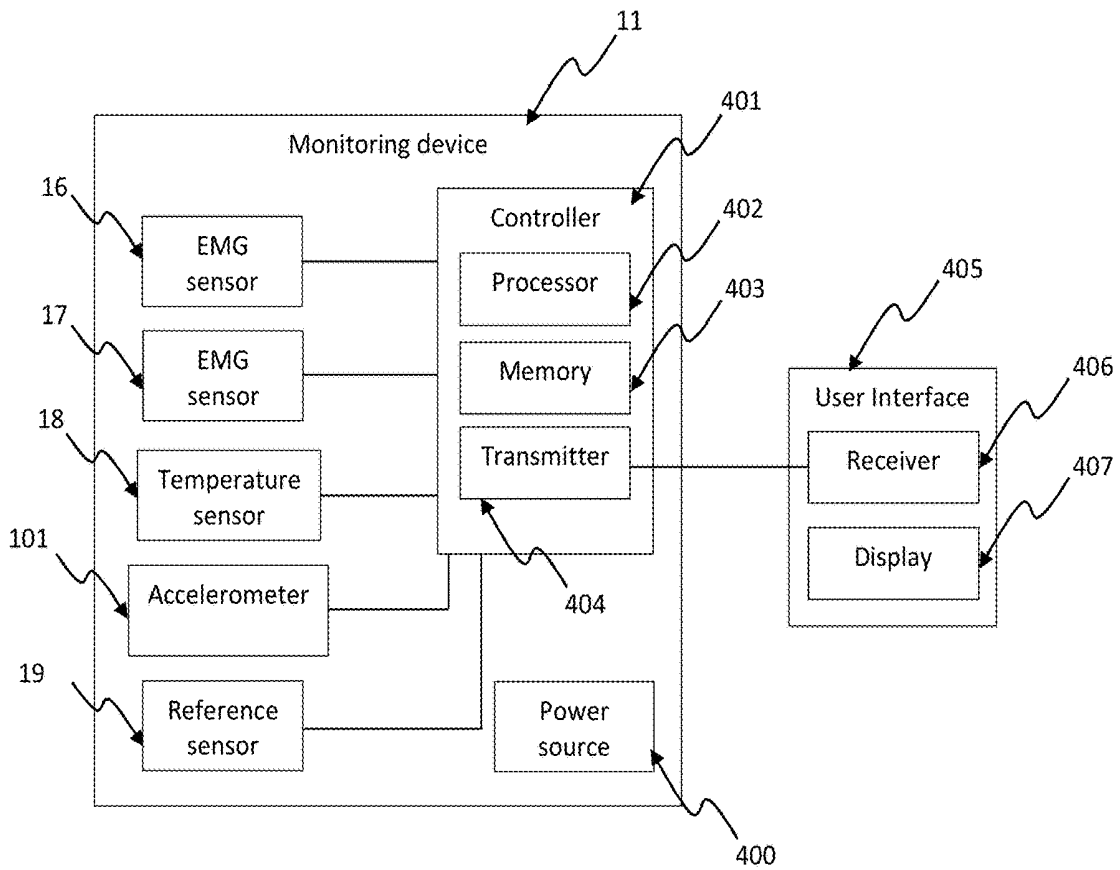 11
Monitoring device
401
16
EMG
sensor
Controller
402
Processor
403
405
17
EMG
sensor
Memory
User Interface
406
18
Temperature
sensor
Transmitter
Receiver
407
101
Accelerometer
404
Display
19
Reference
sensor
Power
source
400